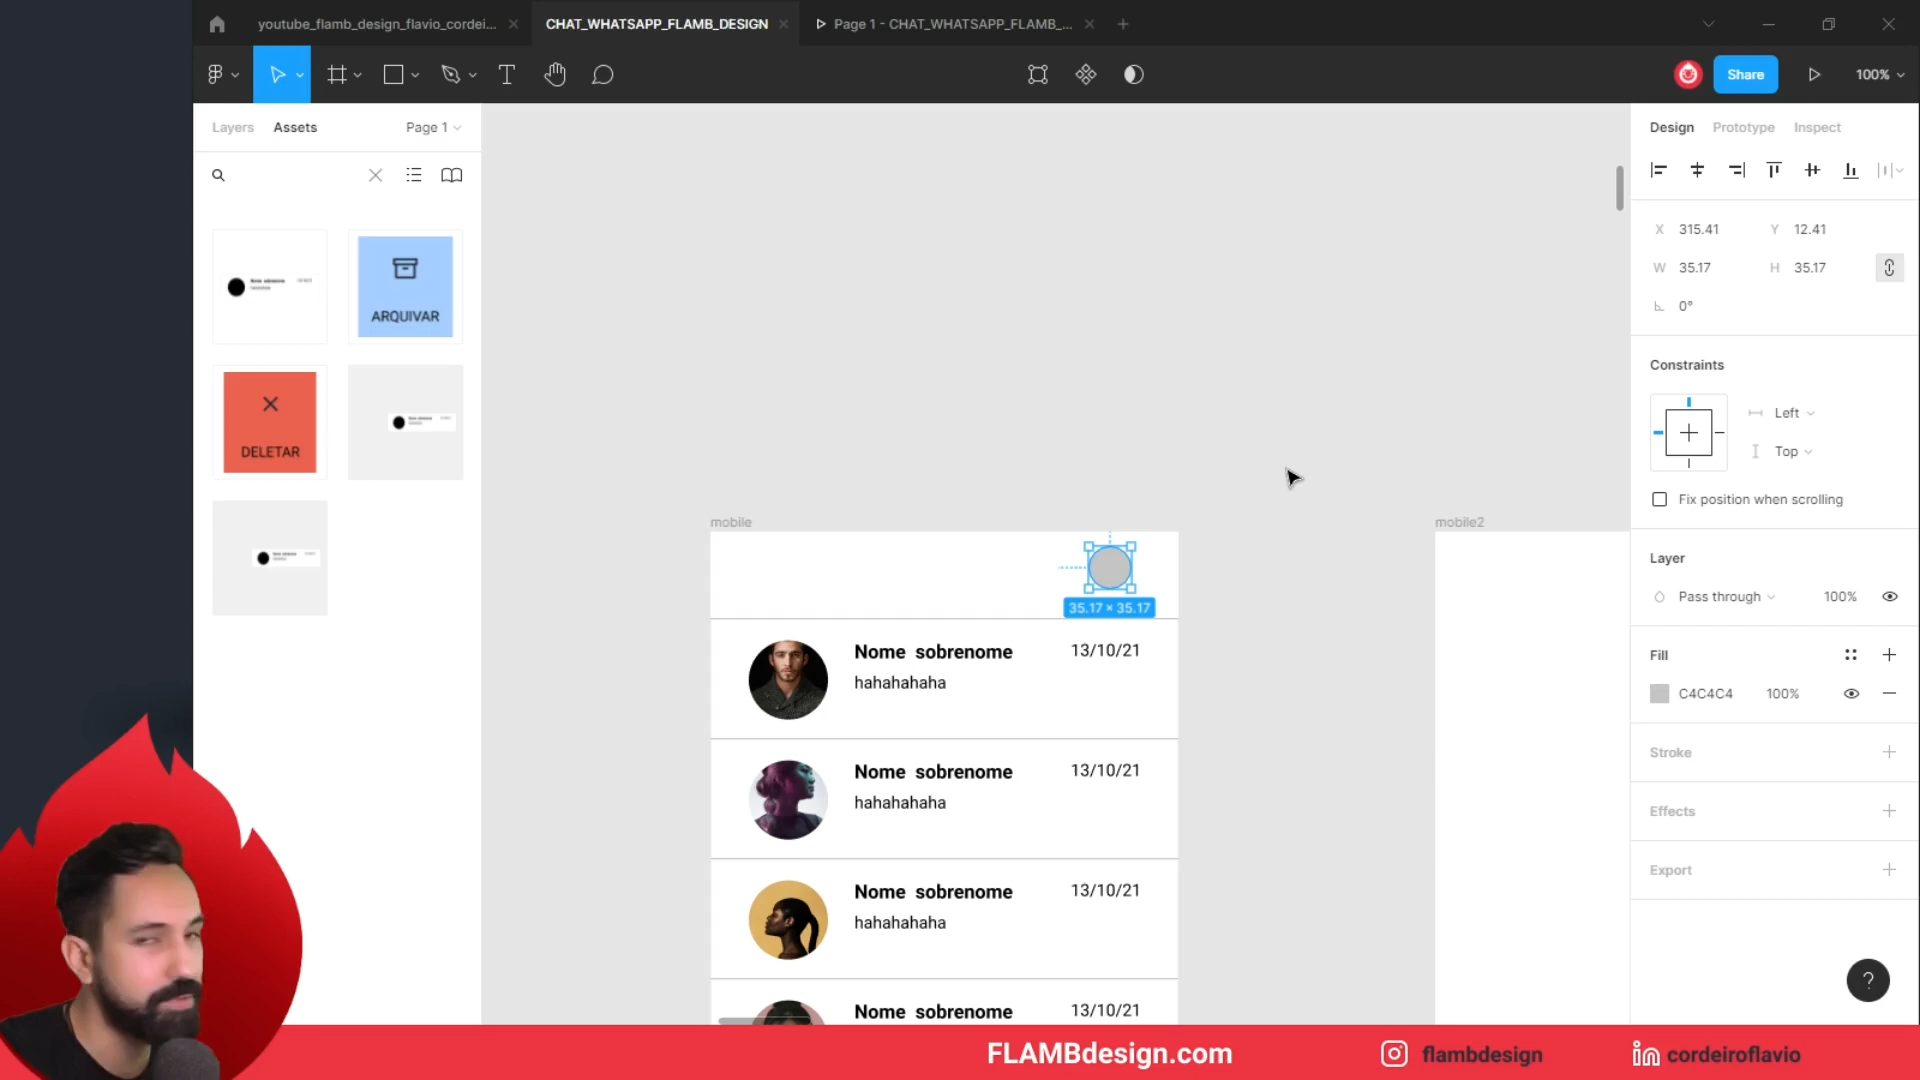 youtube_flamb_design_flavio_cordei...
CHAT_WHATSAPP_FLAMB_DESIGN
Page 1 - CHAT_WHATSAPP_FLAMB_...
Share
100%
Layers
Assets
Page 1
Design
Prototype
Inspect
X 315.41
Y 12.41
W 35.17
H 35.17
0°
Constraints
Left
Top
Fix position when scrolling
Layer
Pass through
100%
Fill
C4C4C4
100%
Stroke
Effects
Export
?
ARQUIVAR
DELETAR
mobile
mobile2
35.17 × 35.17
Nome sobrenome
13/10/21
hahahahaha
Nome sobrenome
13/10/21
hahahahaha
Nome sobrenome
13/10/21
hahahahaha
Nome sobrenome
13/10/21
FLAMBdesign.com
flambdesign
in cordeiroflavio